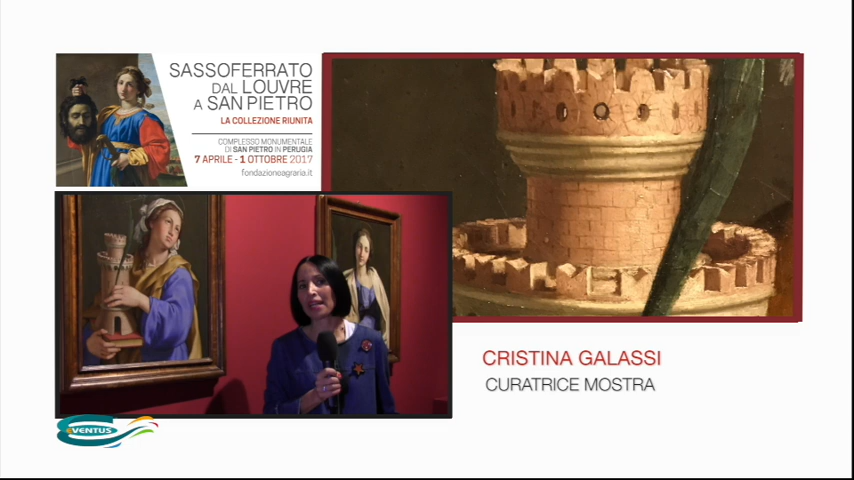 SASSOFERRATO
DAL LOUVRE
A SAN PIETRO
LA COLLEZIONE RIUNITA
COMPLESSO MONUMENTALE
DI SAN PIETRO IN PERUGIA
7 APRILE - 1 OTTOBRE 2017
fondazioneagraria.it
CRISTINA GALASSI
CURATRICE MOSTRA
EVENTUS